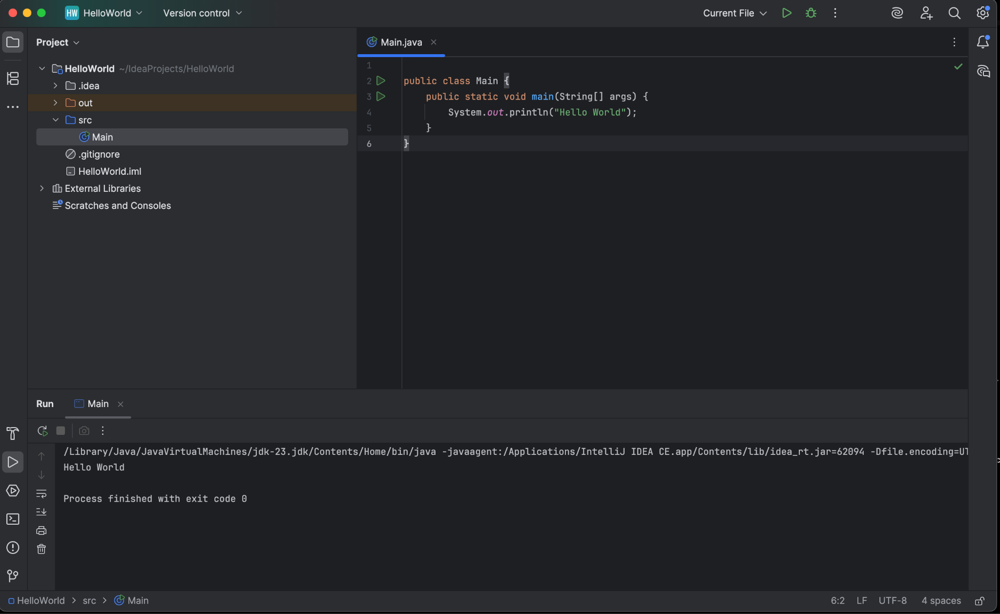 HW HelloWorld Version control Current File
Project
Main.java
HelloWorld ~/IdeaProjects/HelloWorld
.idea
out
src
Main
.gitignore
HelloWorld.iml
External Libraries
Scratches and Consoles
1
2 public class Main {
3 public static void main(String[] args) {
4 System.out.println("Hello World");
5 }
6 }
Run Main
/Library/Java/JavaVirtualMachines/jdk-23.jdk/Contents/Home/bin/java -javaagent:/Applications/IntelliJ IDEA CE.app/Contents/lib/idea_rt.jar=62094 -Dfile.encoding=UT
Hello World
Process finished with exit code 0
HelloWorld > src > Main 6:2 LF UTF-8 4 spaces